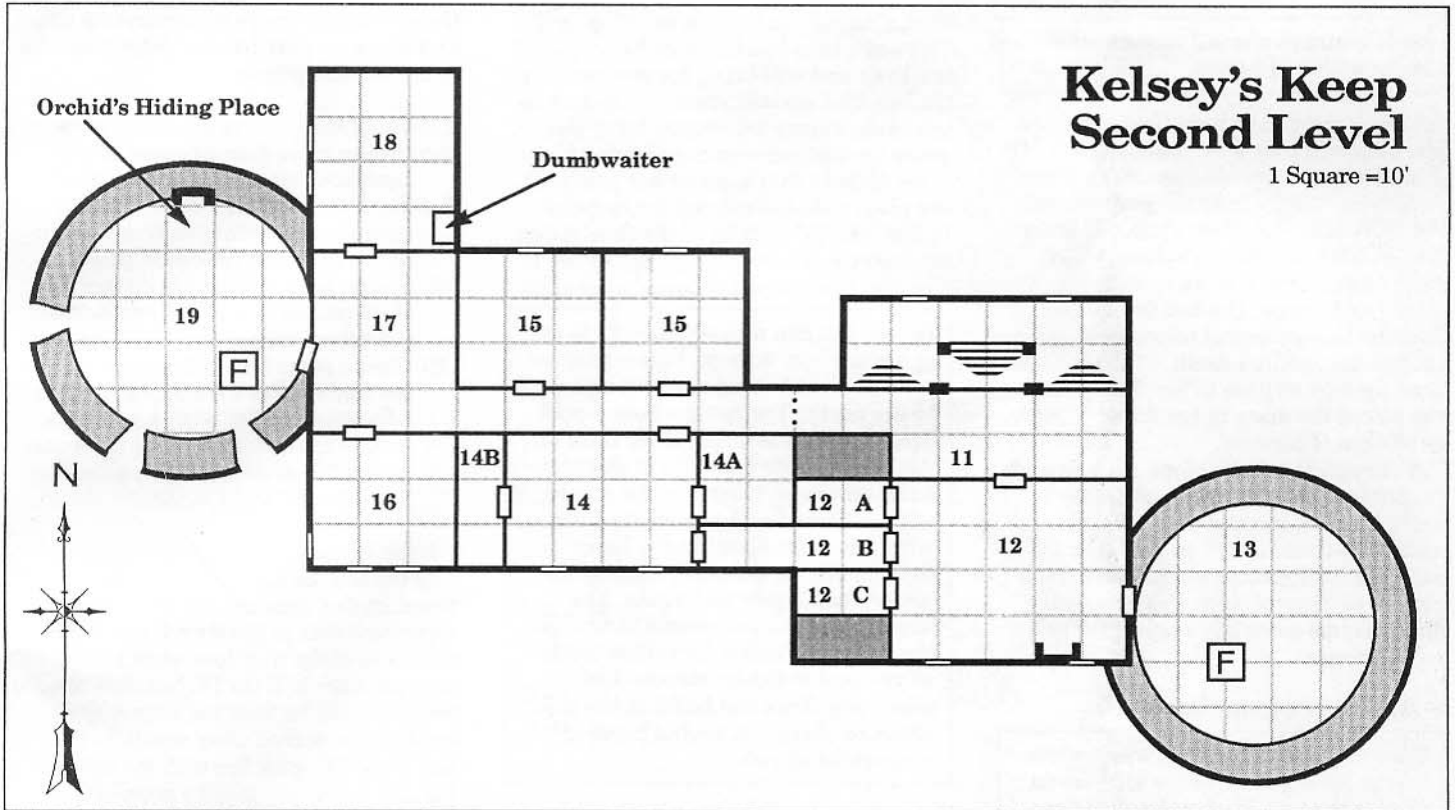 Kelsey's Keep
Second Level
1 Square =10'
Orchid's Hiding Place
18
Dumbwaiter
19
17
15
15
F
N
14B
14A
11
16
14
12 A
12 B
12
13
12 C
F